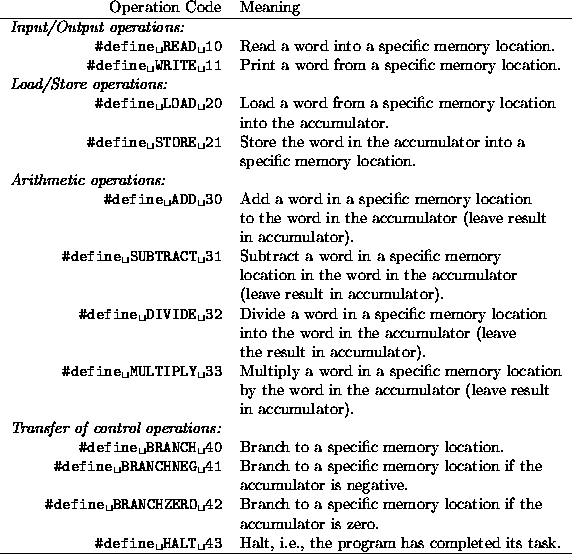 Operation Code Meaning
Input/Output operations:
#define␣READ␣10 Read a word into a specific memory location.
#define␣WRITE␣11 Print a word from a specific memory location.
Load/Store operations:
#define␣LOAD␣20 Load a word from a specific memory location
into the accumulator.
#define␣STORE␣21 Store the word in the accumulator into a
specific memory location.
Arithmetic operations:
#define␣ADD␣30 Add a word in a specific memory location
to the word in the accumulator (leave result
in accumulator).
#define␣SUBTRACT␣31 Subtract a word in a specific memory
location in the word in the accumulator
(leave result in accumulator).
#define␣DIVIDE␣32 Divide a word in a specific memory location
into the word in the accumulator (leave
the result in accumulator).
#define␣MULTIPLY␣33 Multiply a word in a specific memory location
by the word in the accumulator (leave result
in accumulator).
Transfer of control operations:
#define␣BRANCH␣40 Branch to a specific memory location.
#define␣BRANCHNEG␣41 Branch to a specific memory location if the
accumulator is negative.
#define␣BRANCHZERO␣42 Branch to a specific memory location if the
accumulator is zero.
#define␣HALT␣43 Halt, i.e., the program has completed its task.